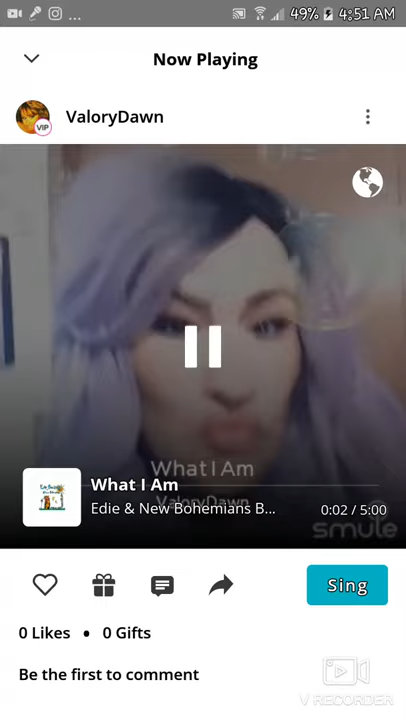 ... 49% 4:51 AM
Now Playing
ValoryDawn
VIP
What I Am
What I Am
ValoryDawn
Edie & New Bohemians B...
0:02 / 5:00
smule
Sing
0 Likes • 0 Gifts
Be the first to comment
V RECORDER